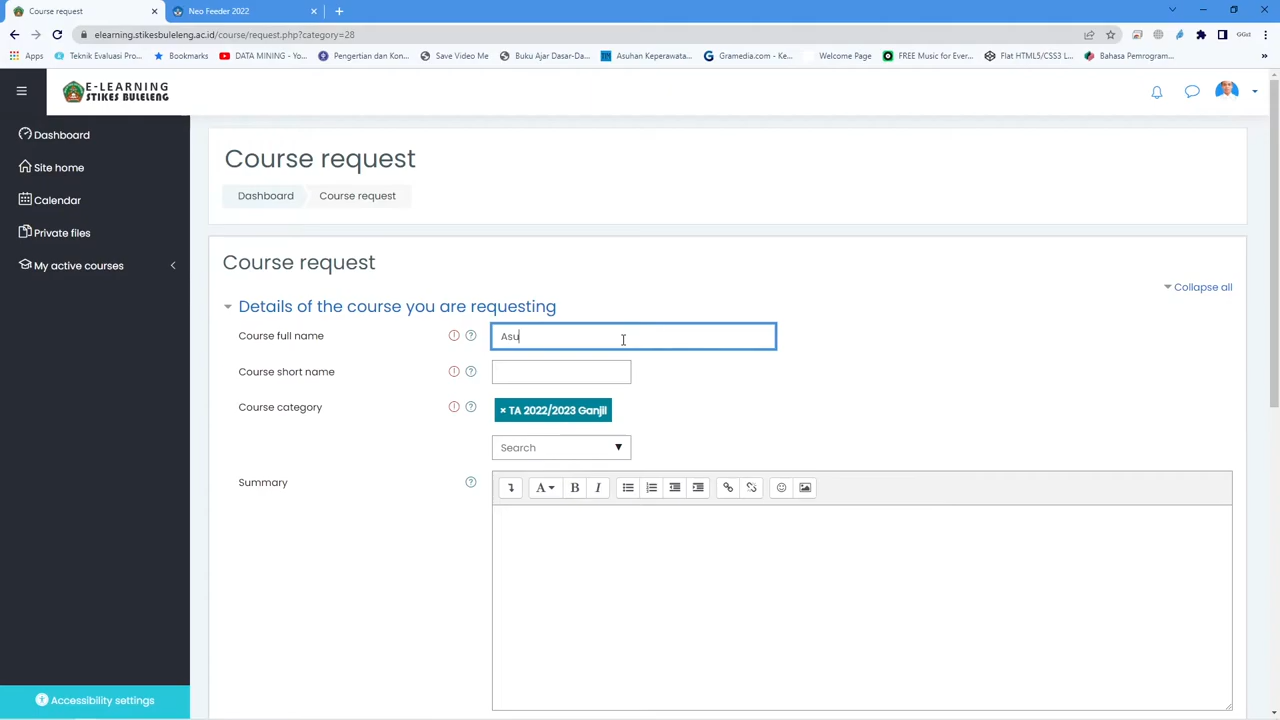 Course request
Neo Feeder 2022
elearning.stikesbuleleng.ac.id/course/request.php?category=28
Apps
Teknik Evaluasi Pro...
Bookmarks
DATA MINING - Yo...
Pengertian dan Kon...
Save Video Me
Buku Ajar Dasar-Da...
Asuhan Keperawata...
Gramedia.com - Ke...
Welcome Page
FREE Music for Ever...
Flat HTML5/CSS3 L...
Bahasa Pemrogram...
E-LEARNING
STIKES BULELENG
Dashboard
Site home
Calendar
Private files
My active courses
Accessibility settings
Course request
Dashboard
Course request
Course request
Collapse all
Details of the course you are requesting
Course full name
Asu
Course short name
Course category
× TA 2022/2023 Ganjil
Search
Summary